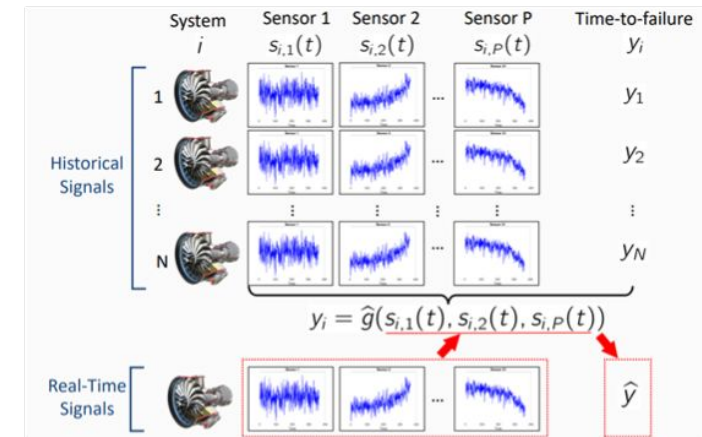 System Sensor 1 Sensor 2 Sensor P Time-to-failure
i s_{i,1}(t) s_{i,2}(t) s_{i,P}(t) y_i
Historical
Signals
1 ... y_1
2 y_2
⋮ ⋮ ⋮ ⋮ ⋮
N ... y_N
y_i = ĝ(s_{i,1}(t), s_{i,2}(t), s_{i,P}(t))
Real-Time
Signals
... ŷ